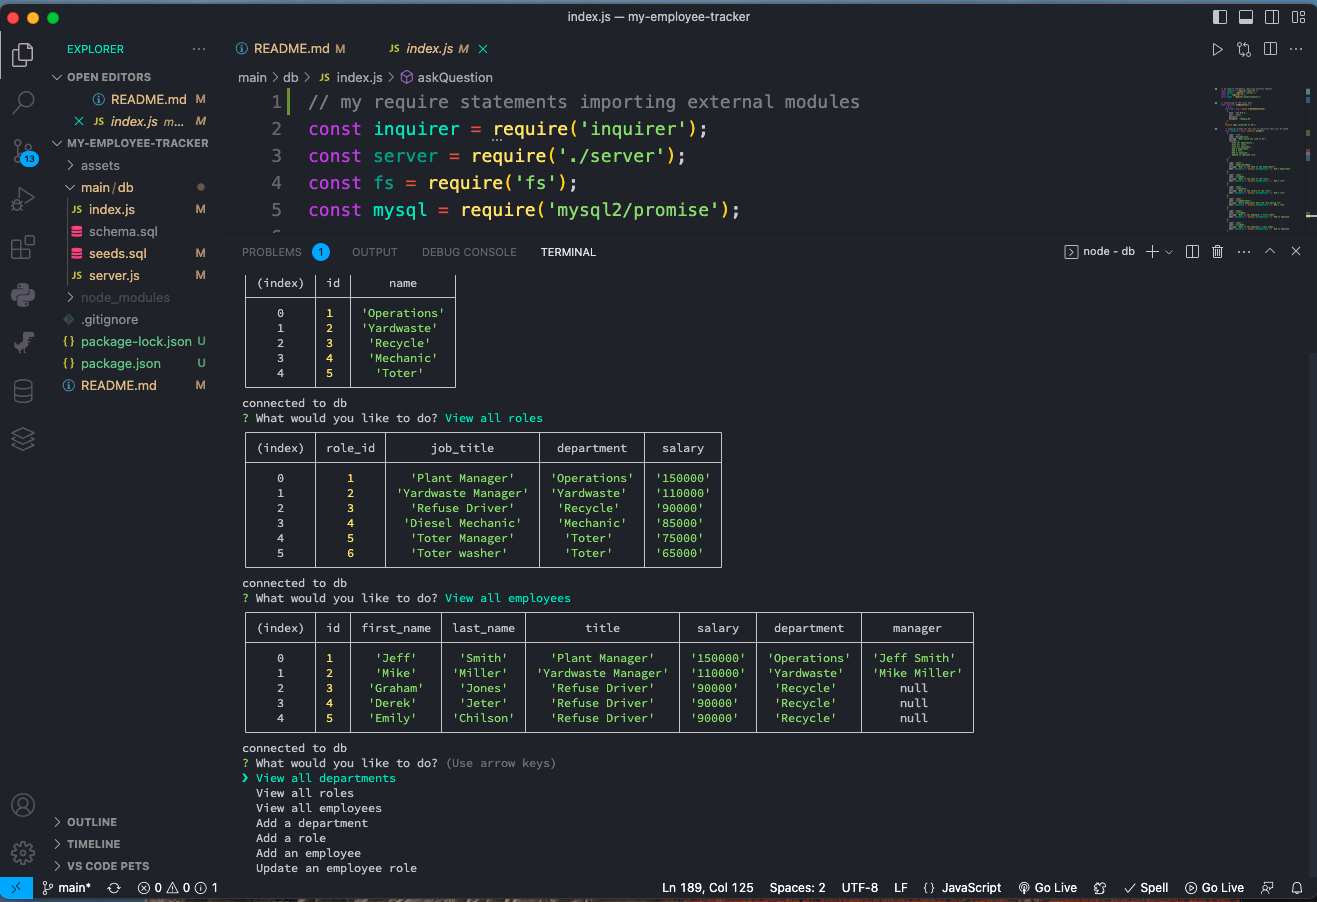 index.js — my-employee-tracker
EXPLORER ···
README.md M JS index.js M
OPEN EDITORS
README.md M
JS index.js m... M
MY-EMPLOYEE-TRACKER
assets
main/db
JS index.js M
schema.sql
seeds.sql M
JS server.js M
node_modules
.gitignore
{} package-lock.json U
{} package.json U
README.md M
OUTLINE
TIMELINE
VS CODE PETS
13
main > db > JS index.js > askQuestion
1 // my require statements importing external modules
2 const inquirer = require('inquirer');
3 const server = require('./server');
4 const fs = require('fs');
5 const mysql = require('mysql2/promise');
PROBLEMS 1 OUTPUT DEBUG CONSOLE TERMINAL node - db
(index) id name
0 1 'Operations'
1 2 'Yardwaste'
2 3 'Recycle'
3 4 'Mechanic'
4 5 'Toter'
connected to db
? What would you like to do? View all roles
(index) role_id job_title department salary
0 1 'Plant Manager' 'Operations' '150000'
1 2 'Yardwaste Manager' 'Yardwaste' '110000'
2 3 'Refuse Driver' 'Recycle' '90000'
3 4 'Diesel Mechanic' 'Mechanic' '85000'
4 5 'Toter Manager' 'Toter' '75000'
5 6 'Toter washer' 'Toter' '65000'
connected to db
? What would you like to do? View all employees
(index) id first_name last_name title salary department manager
0 1 'Jeff' 'Smith' 'Plant Manager' '150000' 'Operations' 'Jeff Smith'
1 2 'Mike' 'Miller' 'Yardwaste Manager' '110000' 'Yardwaste' 'Mike Miller'
2 3 'Graham' 'Jones' 'Refuse Driver' '90000' 'Recycle' null
3 4 'Derek' 'Jeter' 'Refuse Driver' '90000' 'Recycle' null
4 5 'Emily' 'Chilson' 'Refuse Driver' '90000' 'Recycle' null
connected to db
? What would you like to do? (Use arrow keys)
❯ View all departments
View all roles
View all employees
Add a department
Add a role
Add an employee
Update an employee role
main* 0 0 1 Ln 189, Col 125 Spaces: 2 UTF-8 LF {} JavaScript Go Live Spell Go Live